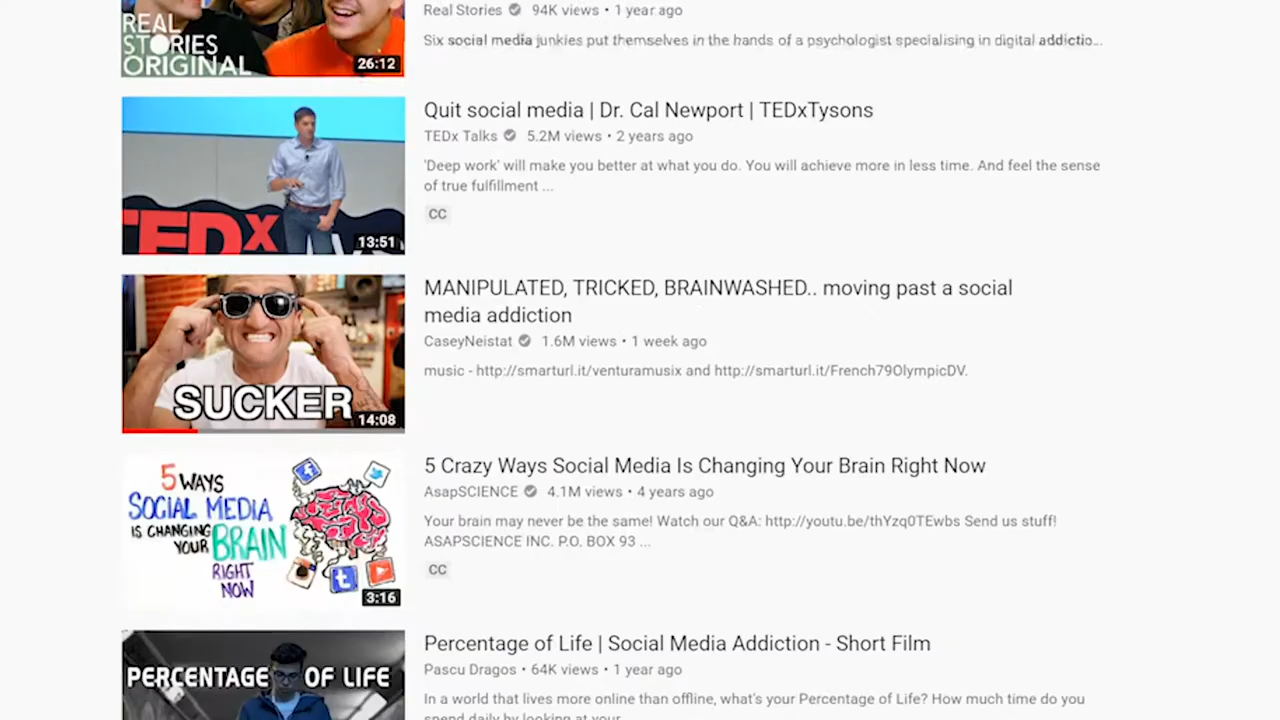 REAL
STORIES
ORIGINAL
26:12
Real Stories 94K views • 1 year ago
Six social media junkies put themselves in the hands of a psychologist specialising in digital addictio...
TEDx
13:51
Quit social media | Dr. Cal Newport | TEDxTysons
TEDx Talks 5.2M views • 2 years ago
'Deep work' will make you better at what you do. You will achieve more in less time. And feel the sense
of true fulfillment ...
CC
SUCKER
14:08
MANIPULATED, TRICKED, BRAINWASHED.. moving past a social
media addiction
CaseyNeistat 1.6M views • 1 week ago
music - http://smarturl.it/venturamusix and http://smarturl.it/French79OlympicDV.
5 WAYS
SOCIAL MEDIA
IS CHANGING
YOUR BRAIN
RIGHT
NOW
3:16
5 Crazy Ways Social Media Is Changing Your Brain Right Now
AsapSCIENCE 4.1M views • 4 years ago
Your brain may never be the same! Watch our Q&A: http://youtu.be/thYzq0TEwbs Send us stuff!
ASAPSCIENCE INC. P.O. BOX 93 ...
CC
PERCENTAGE OF LIFE
Percentage of Life | Social Media Addiction - Short Film
Pascu Dragos • 64K views • 1 year ago
In a world that lives more online than offline, what's your Percentage of Life? How much time do you
spend daily by looking at your